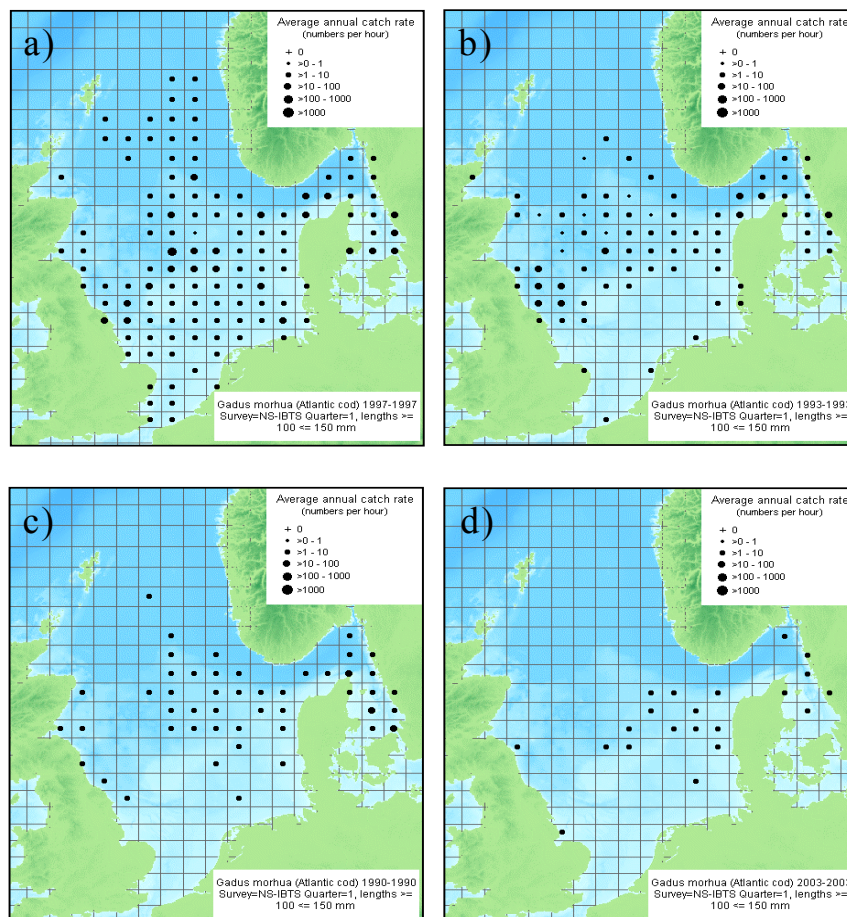 a)
Average annual catch rate
(numbers per hour)
0
>0 - 1
>1 - 10
>10 - 100
>100 - 1000
>1000
Gadus morhua (Atlantic cod) 1997-1997
Survey=NS-IBTS Quarter=1, lengths >=
100 <= 150 mm
b)
Average annual catch rate
(numbers per hour)
0
>0 - 1
>1 - 10
>10 - 100
>100 - 1000
>1000
Gadus morhua (Atlantic cod) 1993-1993
Survey=NS-IBTS Quarter=1, lengths >=
100 <= 150 mm
c)
Average annual catch rate
(numbers per hour)
0
>0 - 1
>1 - 10
>10 - 100
>100 - 1000
>1000
Gadus morhua (Atlantic cod) 1990-1990
Survey=NS-IBTS Quarter=1, lengths >=
100 <= 150 mm
d)
Average annual catch rate
(numbers per hour)
0
>0 - 1
>1 - 10
>10 - 100
>100 - 1000
>1000
Gadus morhua (Atlantic cod) 2003-2003
Survey=NS-IBTS Quarter=1, lengths >=
100 <= 150 mm